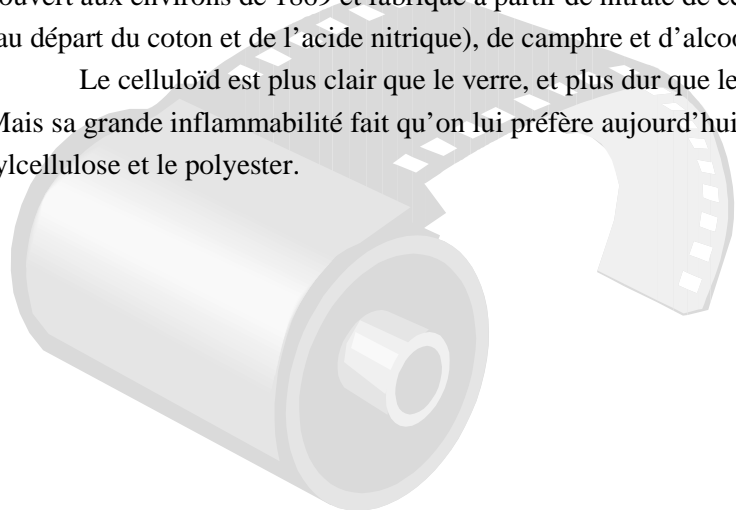 ouvert aux environs de 1869 et fabriqué à partir de nitrate de
au départ du coton et de l'acide nitrique), de camphre et d'alcoo
Le celluloïd est plus clair que le verre, et plus dur que le
Mais sa grande inflammabilité fait qu'on lui préfère aujourd'hui
ylcellulose et le polyester.